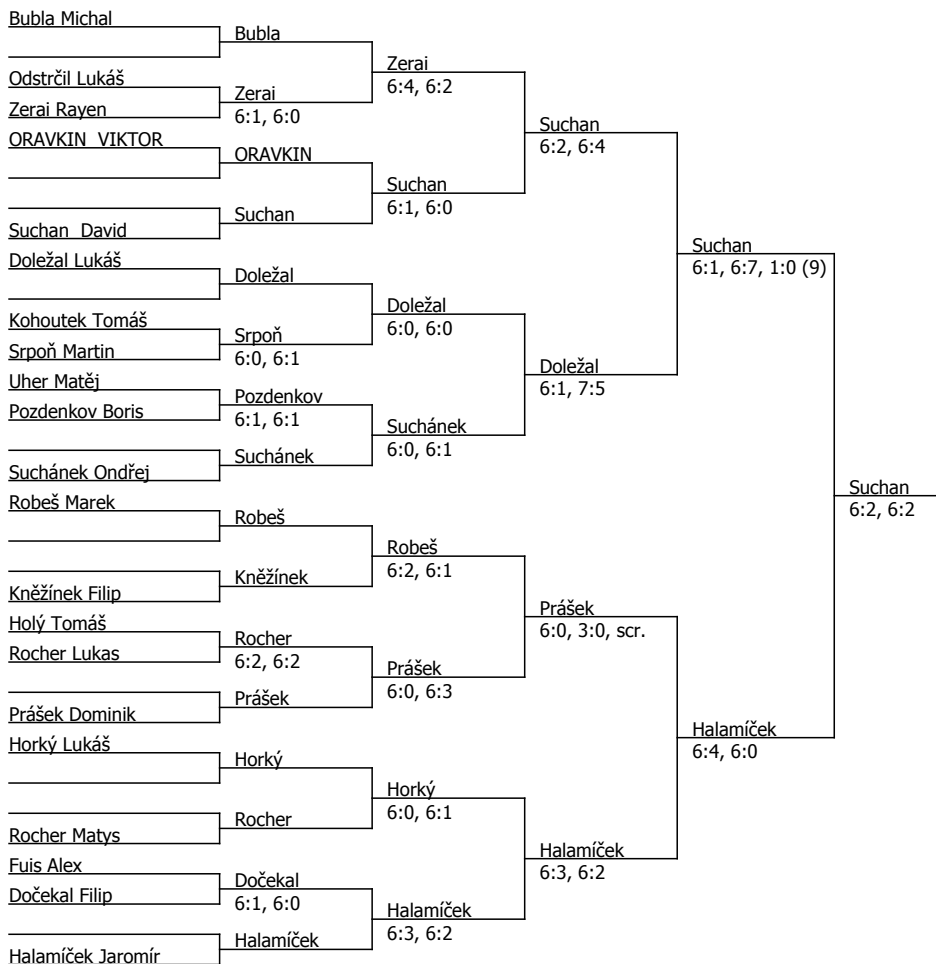 Bubla Michal
Odstrčil Lukáš
Zerai Rayen
ORAVKIN  VIKTOR
Suchan  David
Doležal Lukáš
Kohoutek Tomáš
Srpoň Martin
Uher Matěj
Pozdenkov Boris
Suchánek Ondřej
Robeš Marek
Kněžínek Filip
Holý Tomáš
Rocher Lukas
Prášek Dominik
Horký Lukáš
Rocher Matys
Fuis Alex
Dočekal Filip
Halamíček Jaromír
Bubla
Zerai
6:1, 6:0
ORAVKIN
Suchan
Doležal
Srpoň
6:0, 6:1
Pozdenkov
6:1, 6:1
Suchánek
Robeš
Kněžínek
Rocher
6:2, 6:2
Prášek
Horký
Rocher
Dočekal
6:1, 6:0
Halamíček
Zerai
6:4, 6:2
Suchan
6:1, 6:0
Doležal
6:0, 6:0
Suchánek
6:0, 6:1
Robeš
6:2, 6:1
Prášek
6:0, 6:3
Horký
6:0, 6:1
Halamíček
6:3, 6:2
Suchan
6:2, 6:4
Doležal
6:1, 7:5
Prášek
6:0, 3:0, scr.
Halamíček
6:3, 6:2
Suchan
6:1, 6:7, 1:0 (9)
Halamíček
6:4, 6:0
Suchan
6:2, 6:2